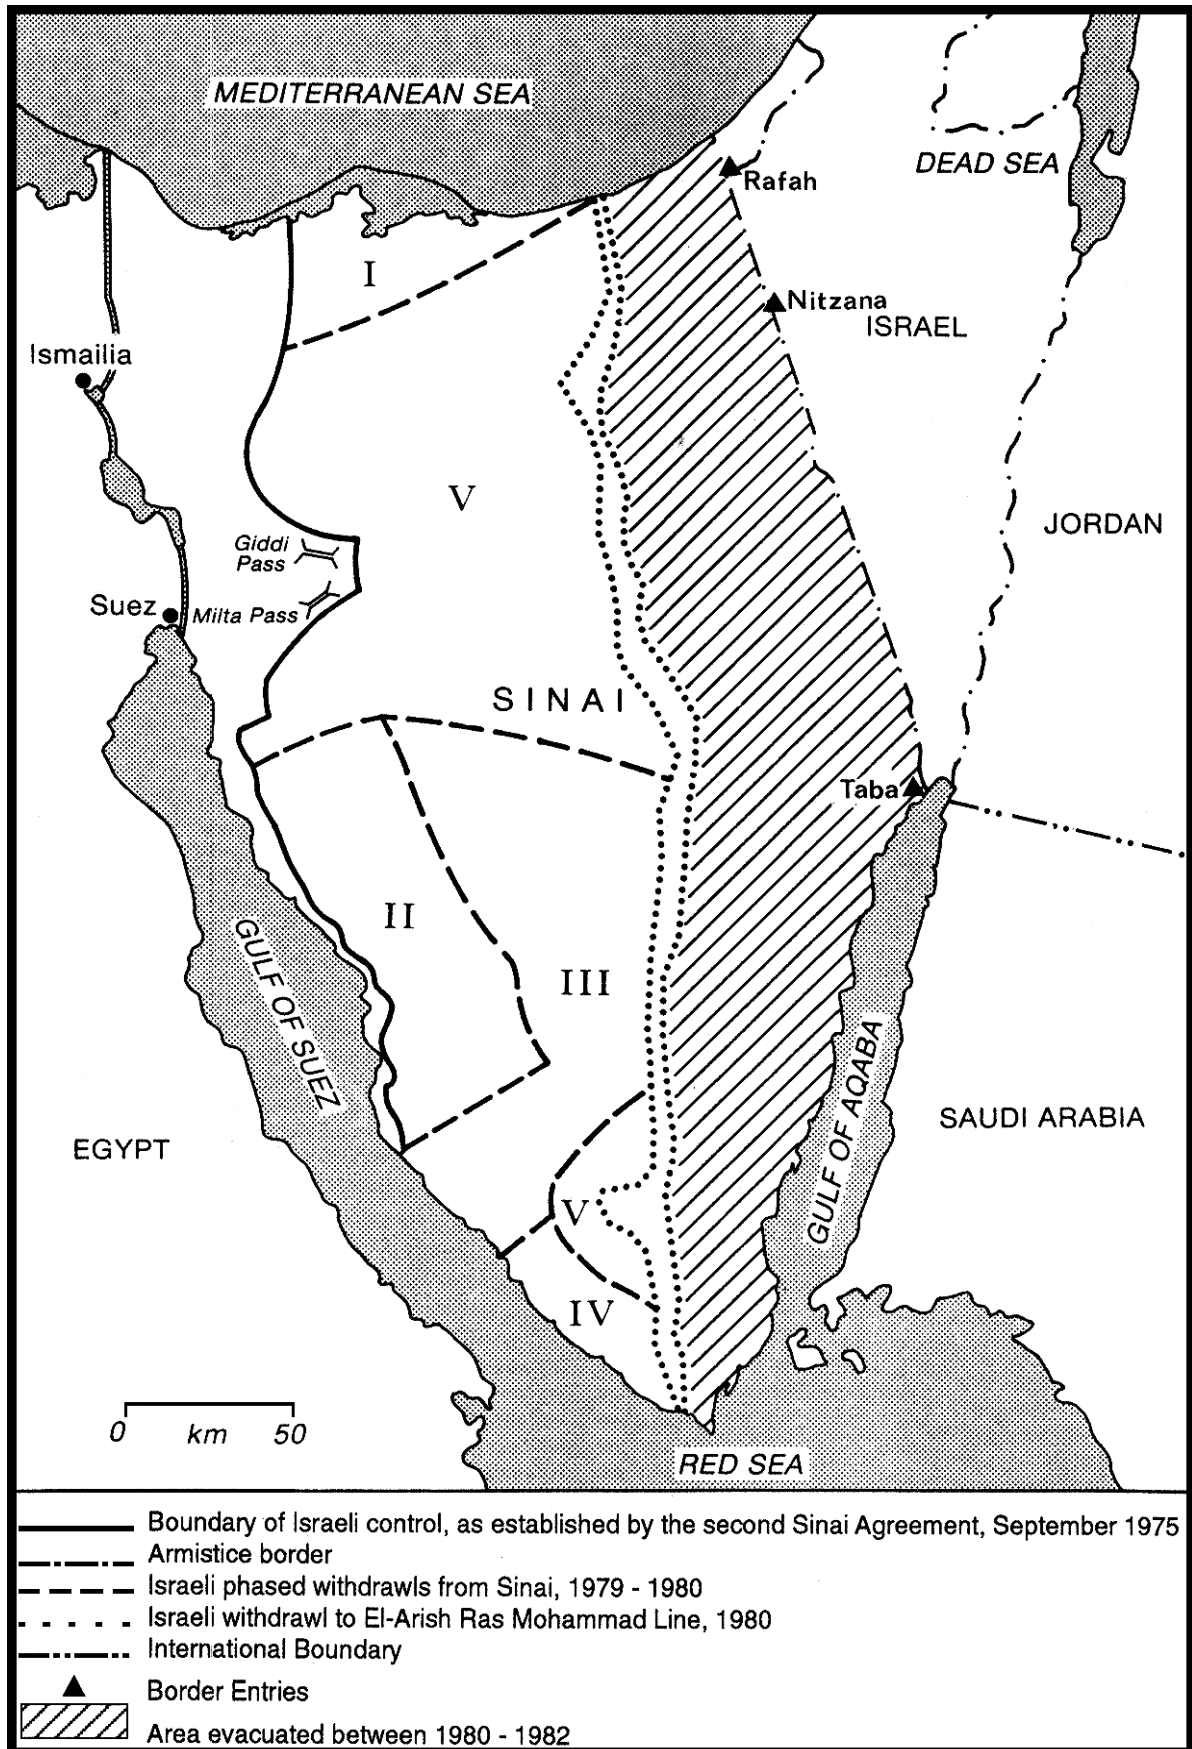 MEDITERRANEAN SEA
DEAD SEA
Rafah
I
Nitzana
ISRAEL
Ismailia
V
JORDAN
Giddi
Pass
Suez
Milta Pass
SINAI
Taba
II
GULF OF SUEZ
III
GULF OF AQABA
SAUDI ARABIA
EGYPT
V
IV
0 km 50
RED SEA
Boundary of Israeli control, as established by the second Sinai Agreement, September 1975
Armistice border
Israeli phased withdrawls from Sinai, 1979 - 1980
Israeli withdrawl to El-Arish Ras Mohammad Line, 1980
International Boundary
Border Entries
Area evacuated between 1980 - 1982